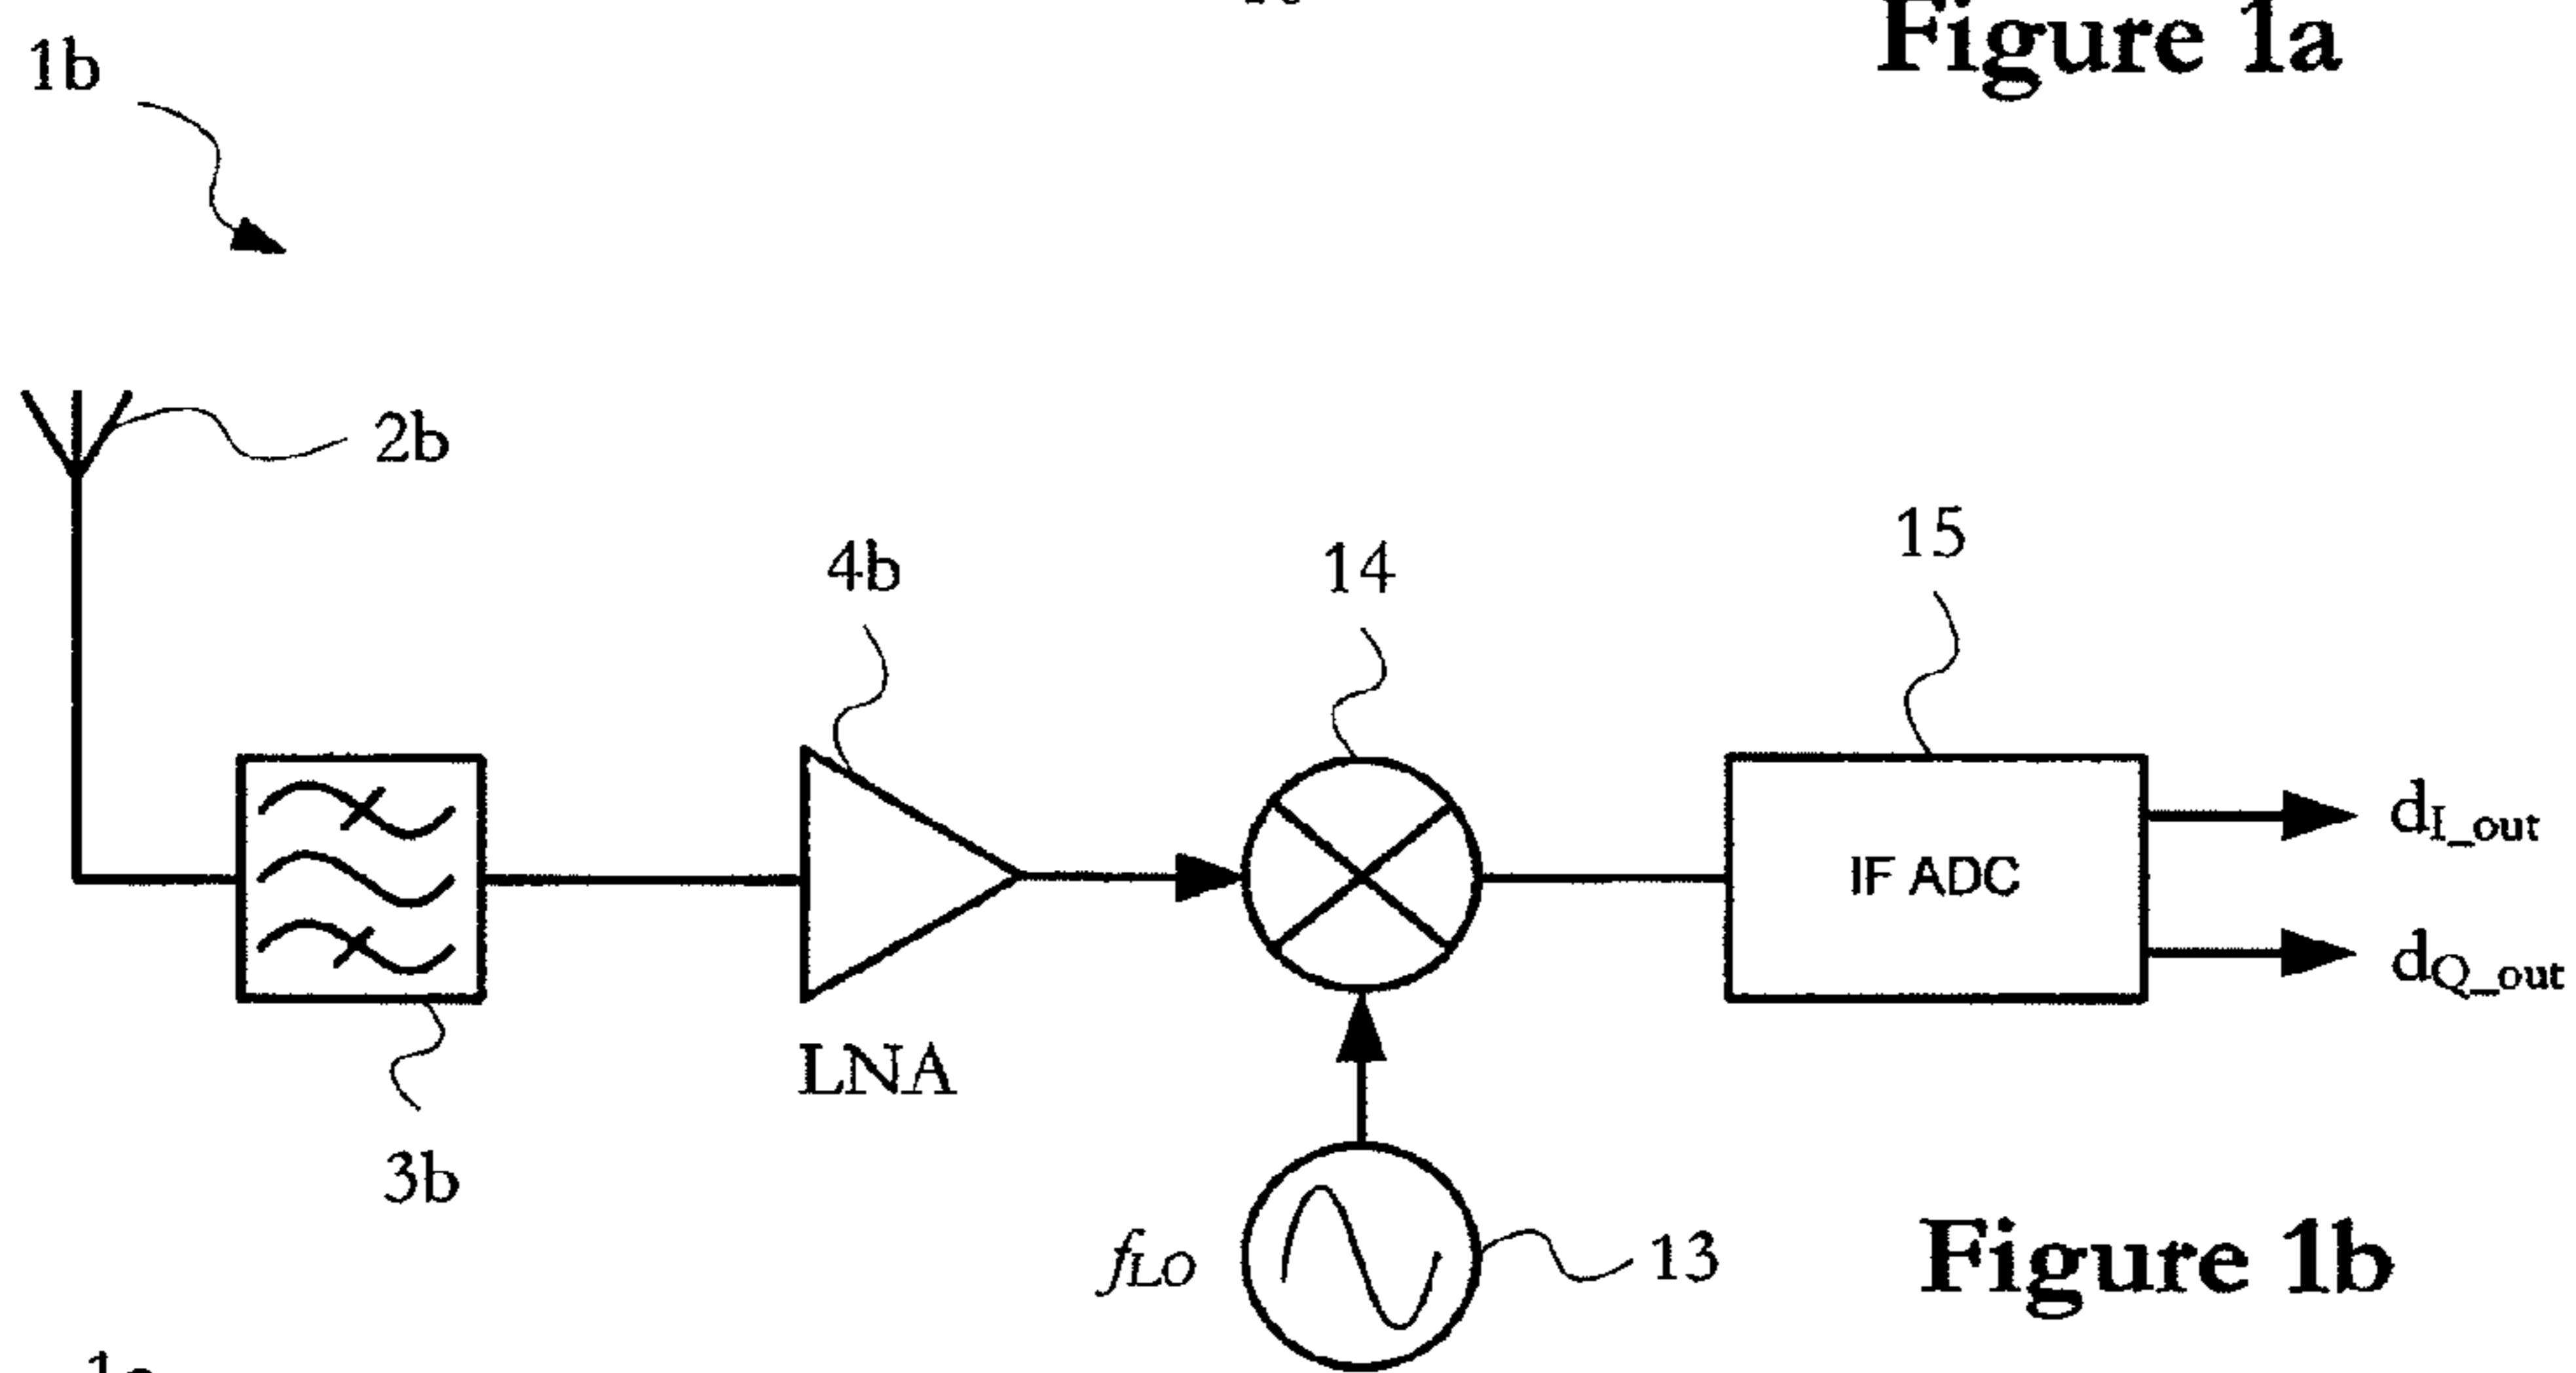 Figure 1a
1b
2b
4b
14
15
IF ADC
dI_out
dQ_out
LNA
3b
fLO
13
Figure 1b